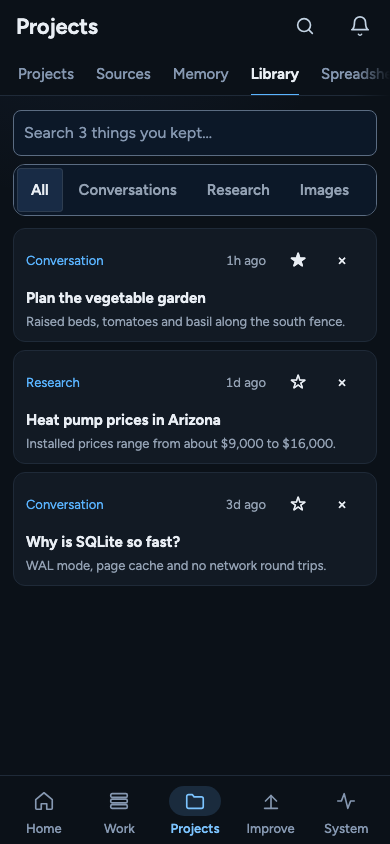 Projects
Projects Sources Memory Library Spreadsh
Search 3 things you kept...
All Conversations Research Images
Conversation 1h ago
Plan the vegetable garden
Raised beds, tomatoes and basil along the south fence.
Research 1d ago
Heat pump prices in Arizona
Installed prices range from about $9,000 to $16,000.
Conversation 3d ago
Why is SQLite so fast?
WAL mode, page cache and no network round trips.
Home Work Projects Improve System